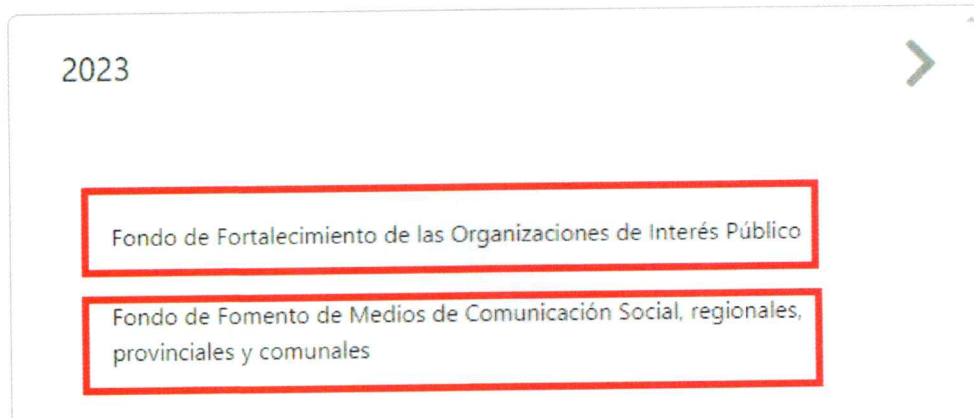 2023
Fondo de Fortalecimiento de las Organizaciones de Interés Público
Fondo de Fomento de Medios de Comunicación Social, regionales,
provinciales y comunales